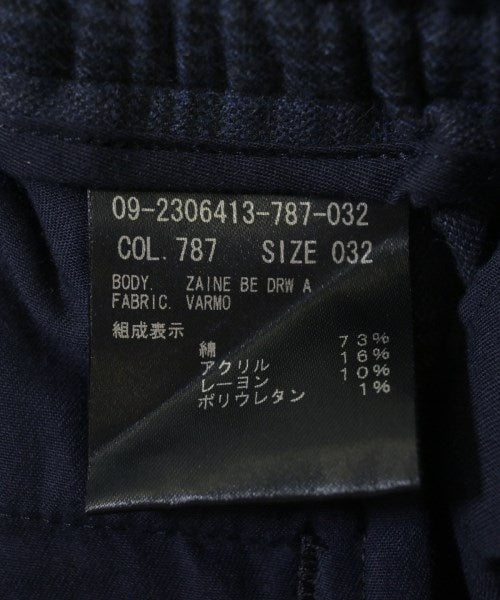 09-2306413-787-032
COL. 787 SIZE 032
BODY. ZAINE BE DRW A
FABRIC. VARMO
組成表示
綿 73%
アクリル 16%
レーヨン 10%
ポリウレタン 1%